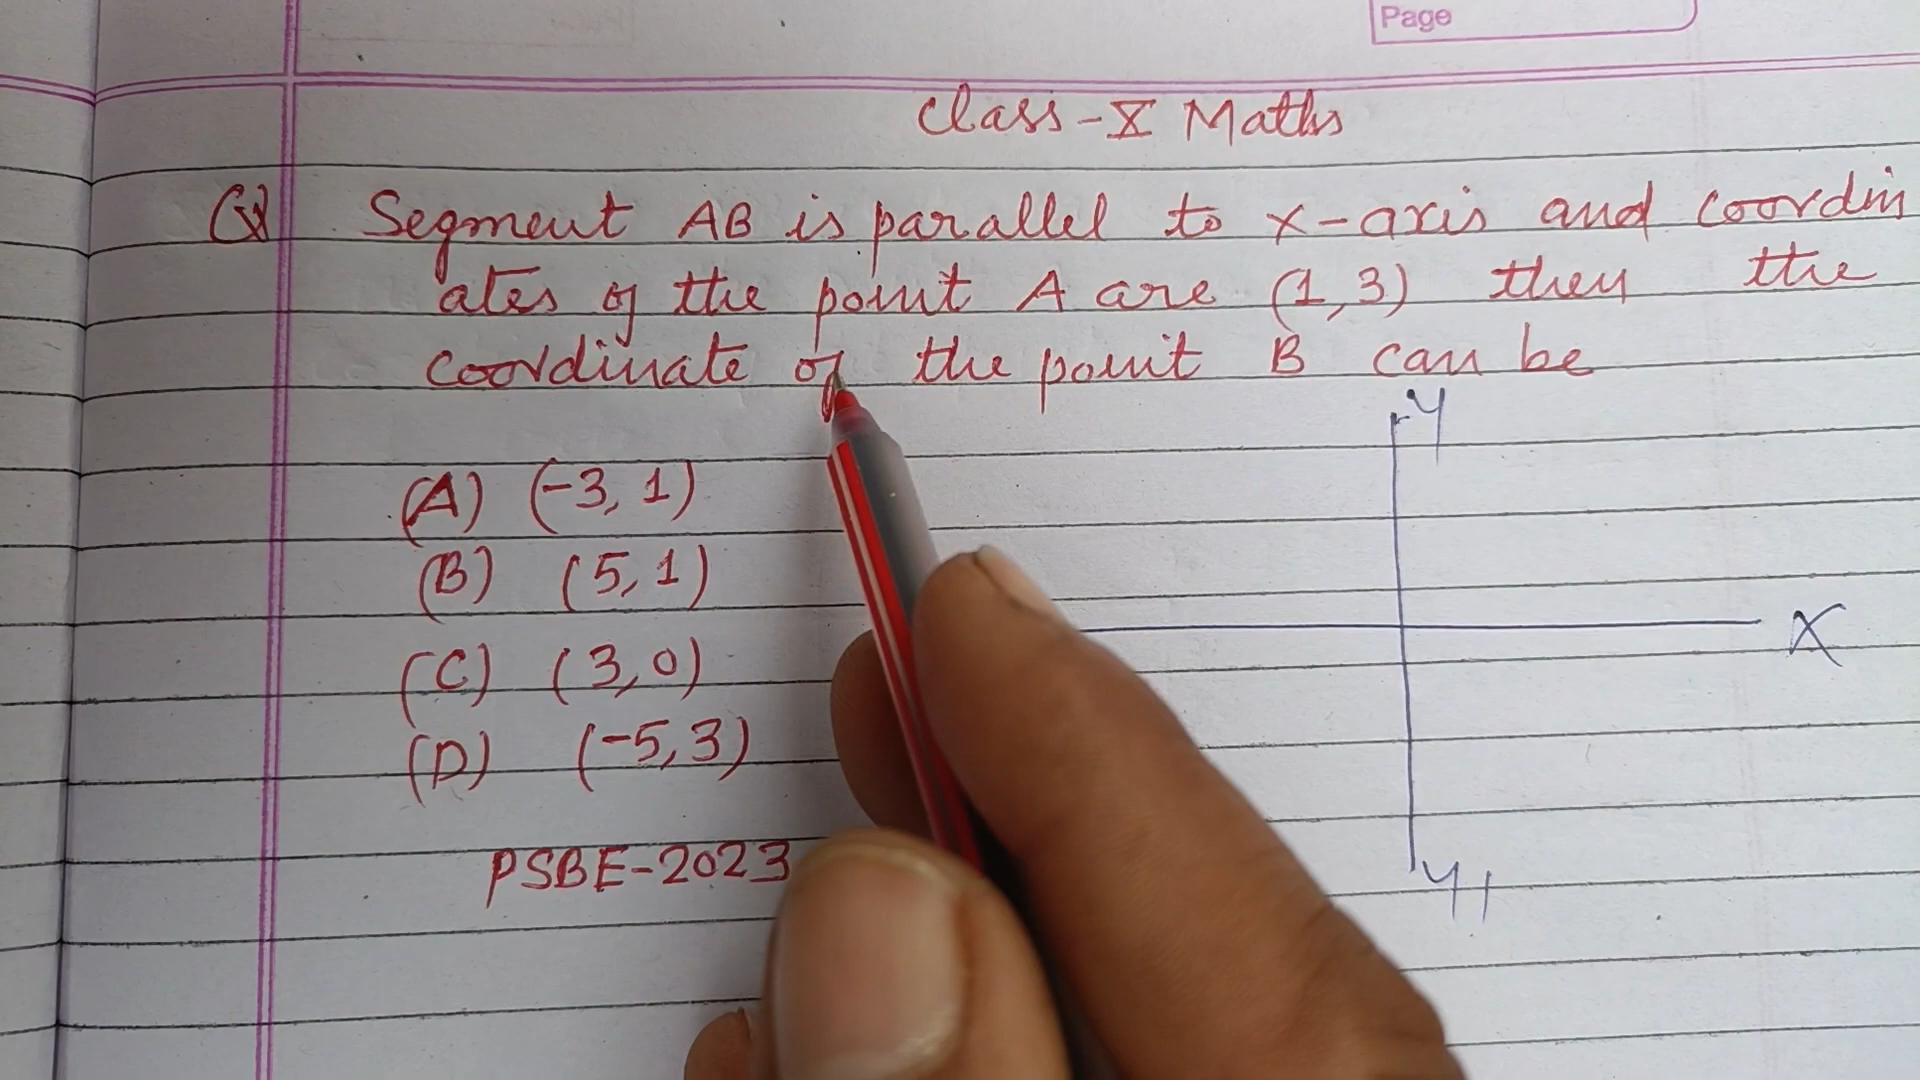 Page
Class-X Maths
Q Segment AB is parallel to x-axis and coordin
ates of the point A are (1,3) then the
coordinate of the point B can be
(A) (-3, 1)
(B) (5, 1)
(C) (3, 0)
(D) (-5, 3)
PSBE-2023
Y
X
Y1